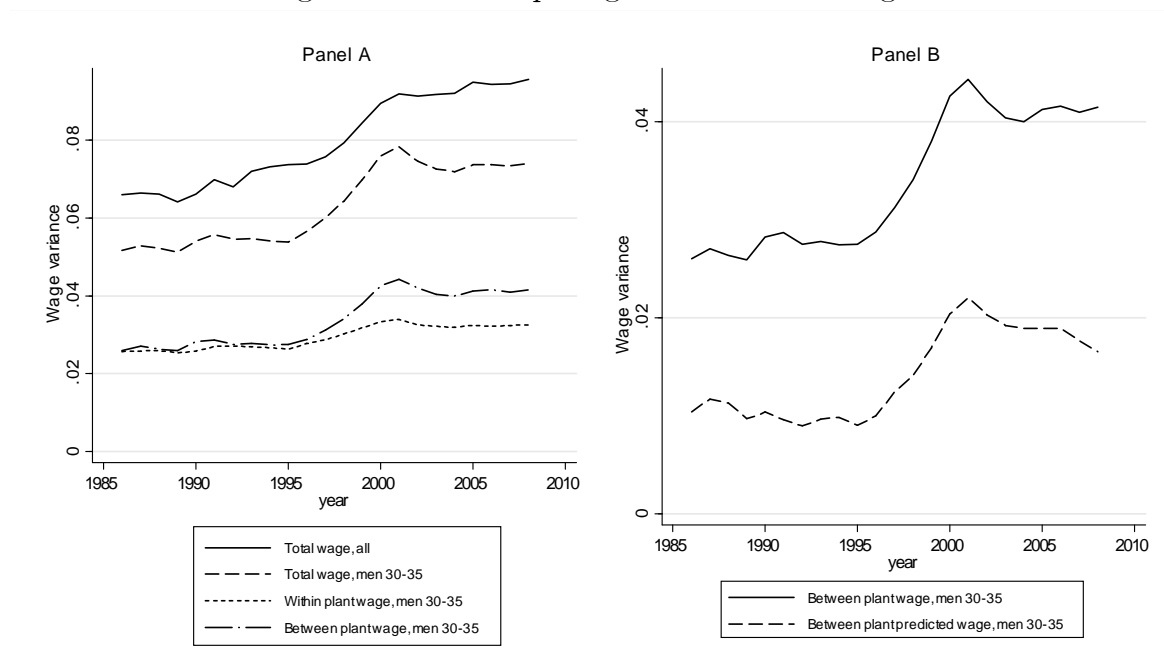 Panel A
Wage variance
.08
.06
.04
.02
0
1985 1990 1995 2000 2005 2010
year
Total wage, all
Total wage, men 30-35
Within plant wage, men 30-35
Between plant wage, men 30-35
Panel B
Wage variance
.04
.02
0
1985 1990 1995 2000 2005 2010
year
Between plant wage, men 30-35
Between plant predicted wage, men 30-35